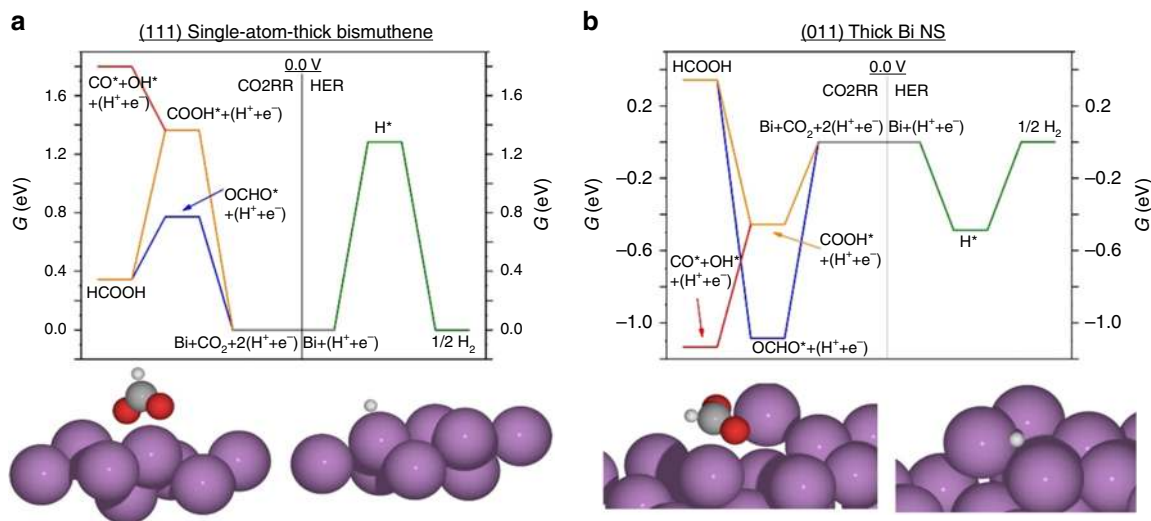 a
(111) Single-atom-thick bismuthene
0.0 V
CO2RR HER
CO*+OH*
+(H⁺+e⁻)
COOH*+(H⁺+e⁻)
OCHO*
+(H⁺+e⁻)
HCOOH
H*
Bi+CO₂+2(H⁺+e⁻) Bi+(H⁺+e⁻)
1/2 H₂
G (eV)
1.6
1.2
0.8
0.4
0.0
G (eV)
1.6
1.2
0.8
0.4
0.0
b
(011) Thick Bi NS
HCOOH
0.0 V
CO2RR HER
Bi+CO₂+2(H⁺+e⁻) Bi+(H⁺+e⁻)
1/2 H₂
H*
COOH*
+(H⁺+e⁻)
CO*+OH*
+(H⁺+e⁻)
OCHO*+(H⁺+e⁻)
G (eV)
0.2
−0.2
−0.6
−1.0
G (eV)
0.2
−0.2
−0.6
−1.0